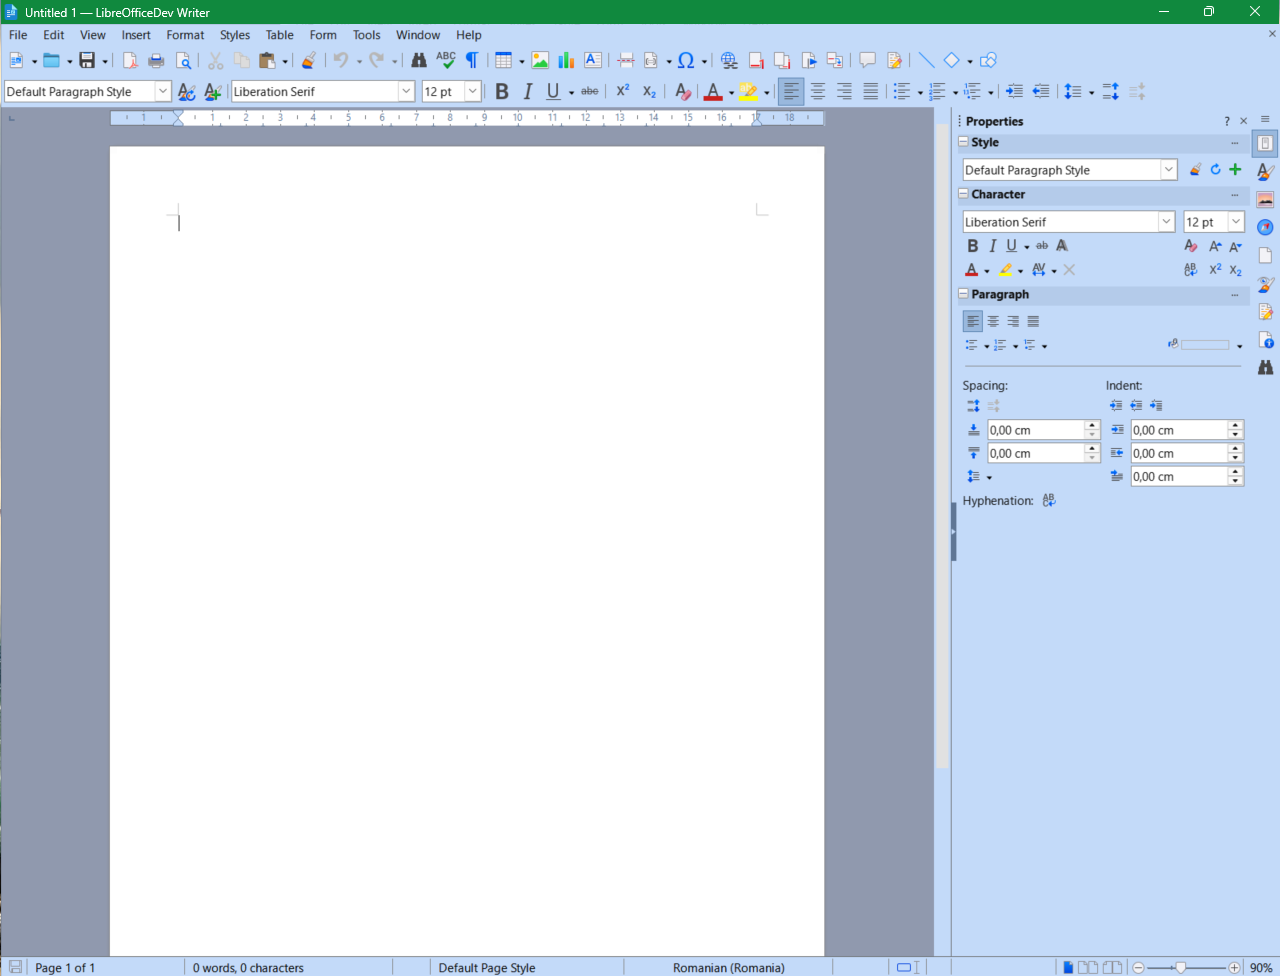 Untitled 1 — LibreOfficeDev Writer
File Edit View Insert Format Styles Table Form Tools Window Help
Default Paragraph Style Liberation Serif 12 pt
1 1 2 3 4 5 6 7 8 9 10 11 12 13 14 15 16 17 18
Properties
Style
Default Paragraph Style
Character
Liberation Serif 12 pt
Paragraph
Spacing: Indent:
0,00 cm 0,00 cm
0,00 cm 0,00 cm
0,00 cm
Hyphenation:
Page 1 of 1 0 words, 0 characters Default Page Style Romanian (Romania) 90%